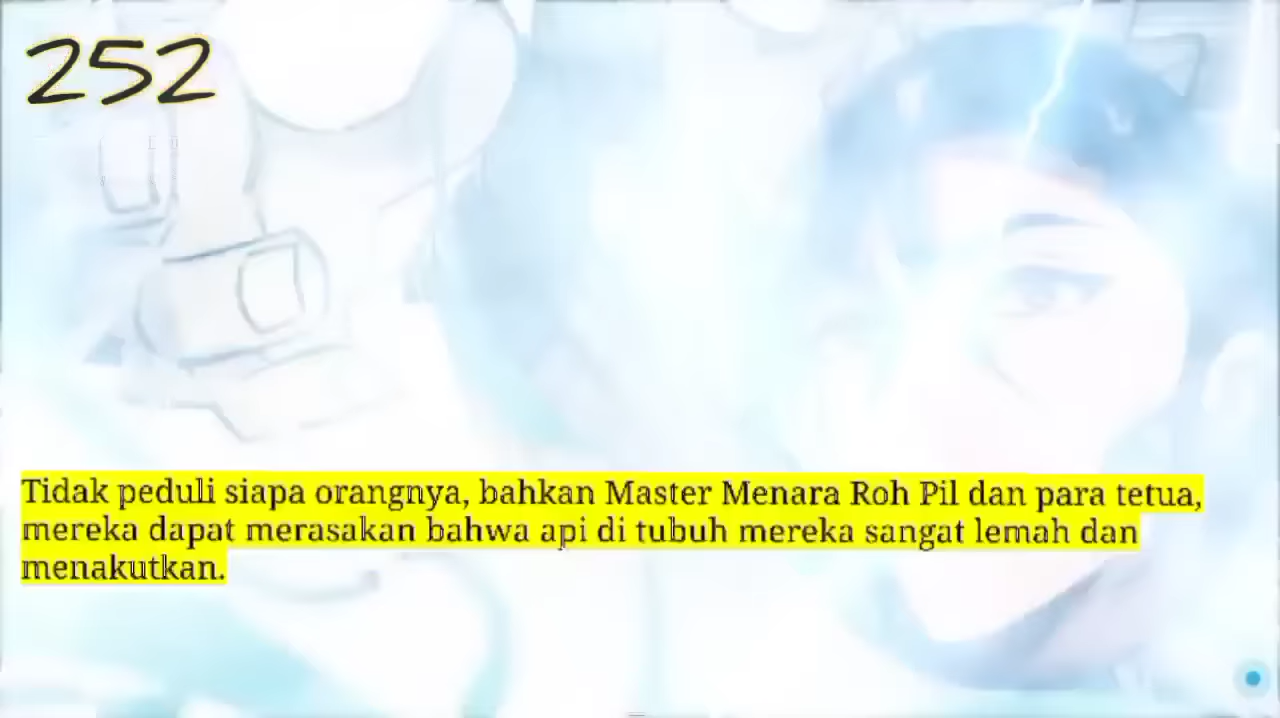 252
Tidak peduli siapa orangnya, bahkan Master Menara Roh Pil dan para tetua,
mereka dapat merasakan bahwa api di tubuh mereka sangat lemah dan
menakutkan.